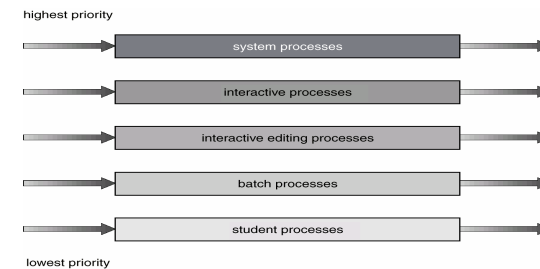 highest priority
system processes
interactive processes
interactive editing processes
batch processes
student processes
lowest priority